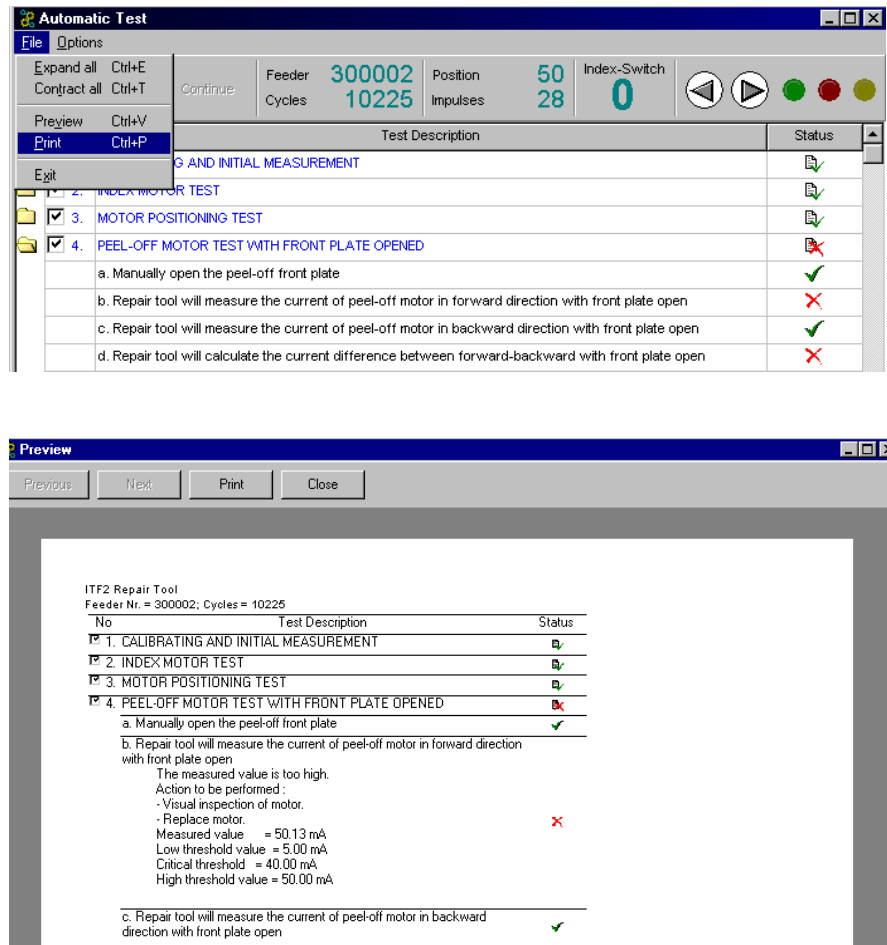 Automatic Test
File Options
Expand all Ctrl+E
Contract all Ctrl+T
Preview Ctrl+V
Print Ctrl+P
Exit
Continue
Feeder 300002
Cycles 10225
Position 50
Impulses 28
Index-Switch
0
Test Description Status
AND INITIAL MEASUREMENT
2. INDEX MOTOR TEST
3. MOTOR POSITIONING TEST
4. PEEL-OFF MOTOR TEST WITH FRONT PLATE OPENED
a. Manually open the peel-off front plate
b. Repair tool will measure the current of peel-off motor in forward direction with front plate open
c. Repair tool will measure the current of peel-off motor in backward direction with front plate open
d. Repair tool will calculate the current difference between forward-backward with front plate open
Preview
Previous Next Print Close
ITF2 Repair Tool
Feeder Nr. = 300002; Cycles = 10225
No Test Description Status
1. CALIBRATING AND INITIAL MEASUREMENT
2. INDEX MOTOR TEST
3. MOTOR POSITIONING TEST
4. PEEL-OFF MOTOR TEST WITH FRONT PLATE OPENED
a. Manually open the peel-off front plate
b. Repair tool will measure the current of peel-off motor in forward direction
with front plate open
The measured value is too high.
Action to be performed :
- Visual inspection of motor.
- Replace motor.
Measured value = 50.13 mA
Low threshold value = 5.00 mA
Critical threshold = 40.00 mA
High threshold value = 50.00 mA
c. Repair tool will measure the current of peel-off motor in backward
direction with front plate open